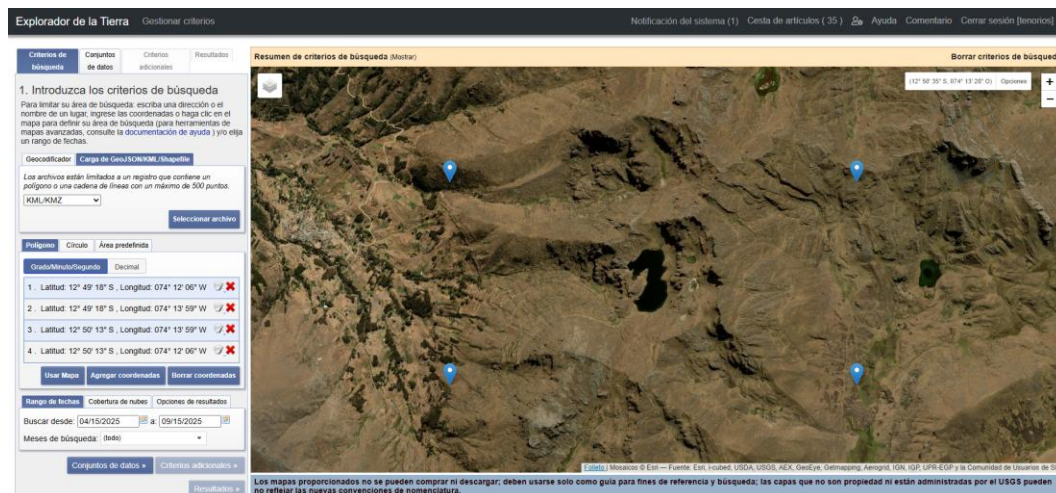 Explorador de la Tierra Gestionar criterios Notificación del sistema (1) Cesta de artículos ( 35 ) Ayuda Comentario Cerrar sesión [tenorios]
Criterios de búsqueda Conjuntos de datos Criterios adicionales Resultados
Resumen de criterios de búsqueda (Mostrar) Borrar criterios de búsqued
1. Introduzca los criterios de búsqueda
Para limitar su área de búsqueda: escriba una dirección o el
nombre de un lugar, ingrese las coordenadas o haga clic en el
mapa para definir su área de búsqueda (para herramientas de
mapas avanzadas, consulte la documentación de ayuda ) y/o elija
un rango de fechas.
(12° 50' 35" S, 074° 13' 20" O) Opciones
+
−
Geocodificador Carga de GeoJSON/KML/Shapefile
Los archivos están limitados a un registro que contiene un
polígono o una cadena de líneas con un máximo de 500 puntos.
KML/KMZ
Seleccionar archivo
Polígono Círculo Área predefinida
Grado/Minuto/Segundo Decimal
1 . Latitud: 12° 49' 18" S , Longitud: 074° 12' 06" W
2 . Latitud: 12° 49' 18" S , Longitud: 074° 13' 59" W
3 . Latitud: 12° 50' 13" S , Longitud: 074° 13' 59" W
4 . Latitud: 12° 50' 13" S , Longitud: 074° 12' 06" W
Usar Mapa Agregar coordenadas Borrar coordenadas
Rango de fechas Cobertura de nubes Opciones de resultados
Buscar desde: 04/15/2025 a: 09/15/2025
Meses de búsqueda: (todo)
Conjuntos de datos » Criterios adicionales »
Resultados »
Folleto | Mosaicos © Esri — Fuente: Esri, i-cubed, USDA, USGS, AEX, GeoEye, Getmapping, Aerogrid, IGN, IGP, UPR-EGP y la Comunidad de Usuarios de SI
Los mapas proporcionados no se pueden comprar ni descargar; deben usarse solo como guía para fines de referencia y búsqueda; las capas que no son propiedad ni están administradas por el USGS pueden
no reflejar las nuevas convenciones de nomenclatura.